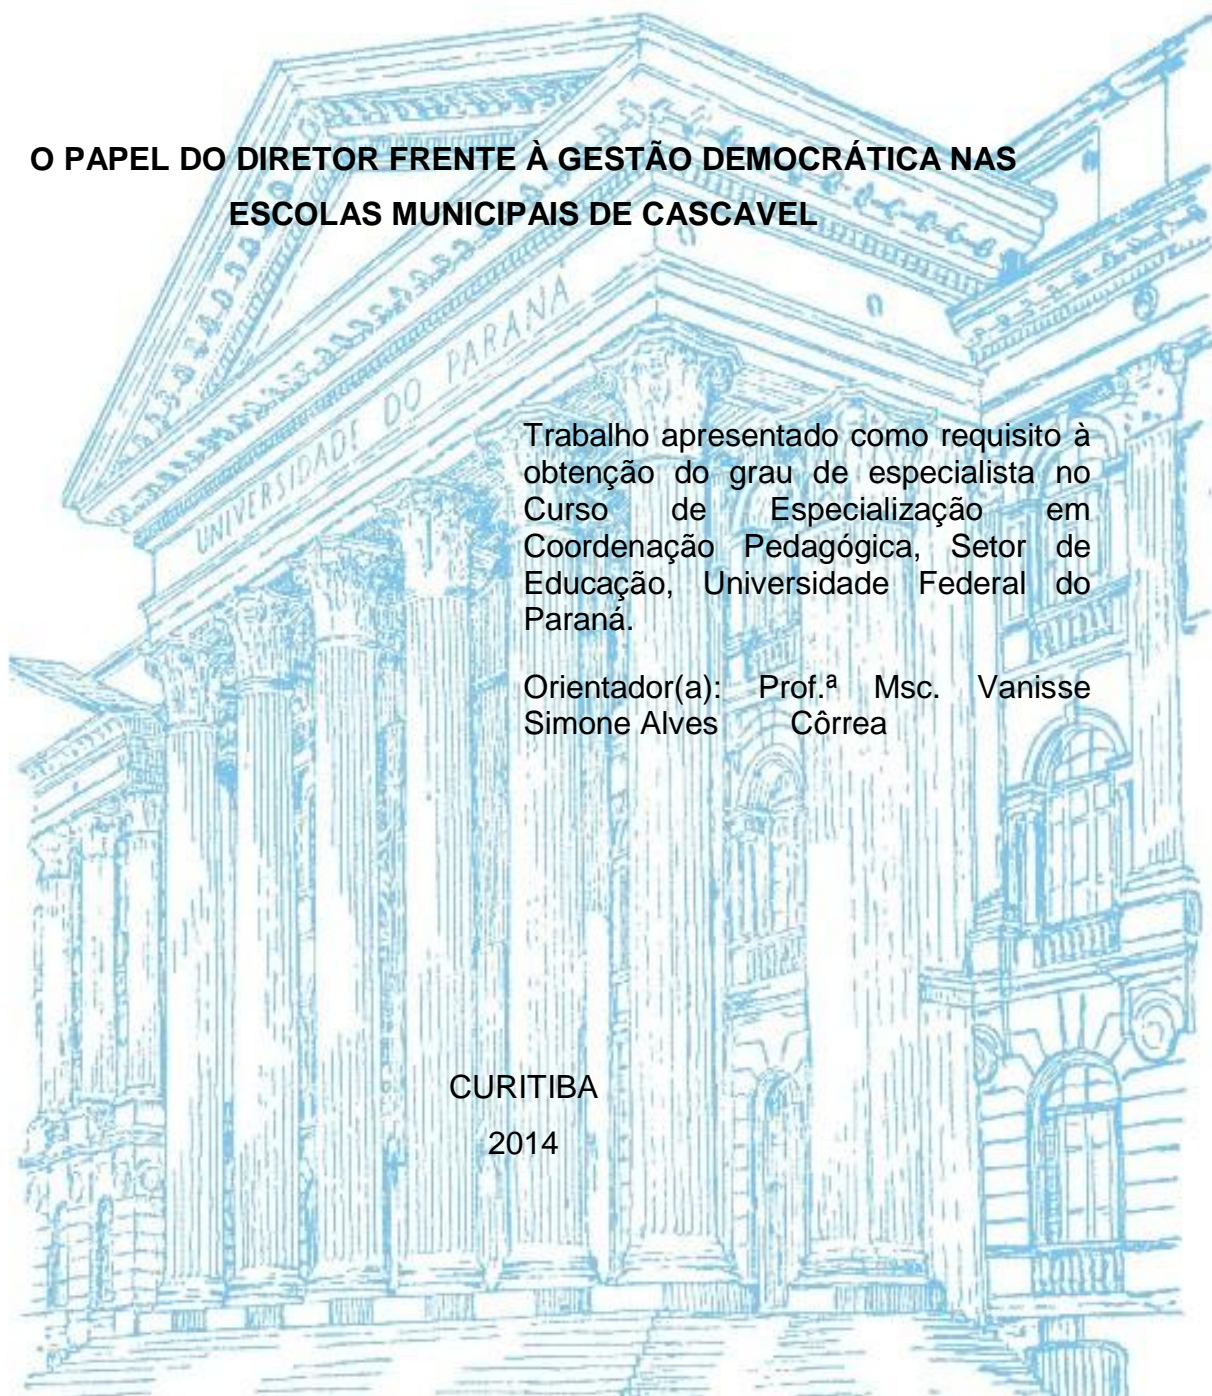 O PAPEL DO DIRETOR FRENTE À GESTÃO DEMOCRÁTICA NAS
ESCOLAS MUNICIPAIS DE CASCAVEL
UNIVERSIDADE DO PARANÁ
Trabalho apresentado como requisito à
obtenção do grau de especialista no
Curso de Especialização em
Coordenação Pedagógica, Setor de
Educação, Universidade Federal do
Paraná.
Orientador(a): Prof.ª Msc. Vanisse
Simone Alves Côrrea
CURITIBA
2014